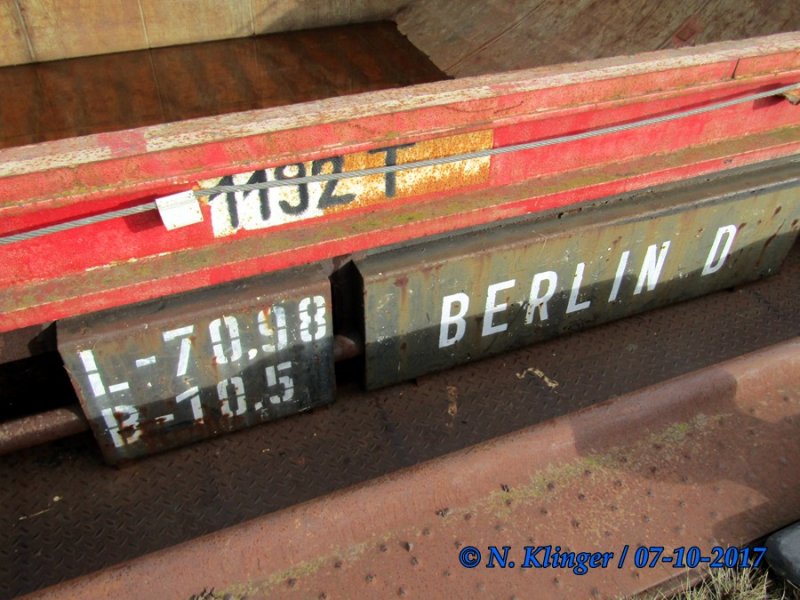 1192 T
BERLIN D
L-70.98
B-10.5
© N. Klinger / 07-10-2017